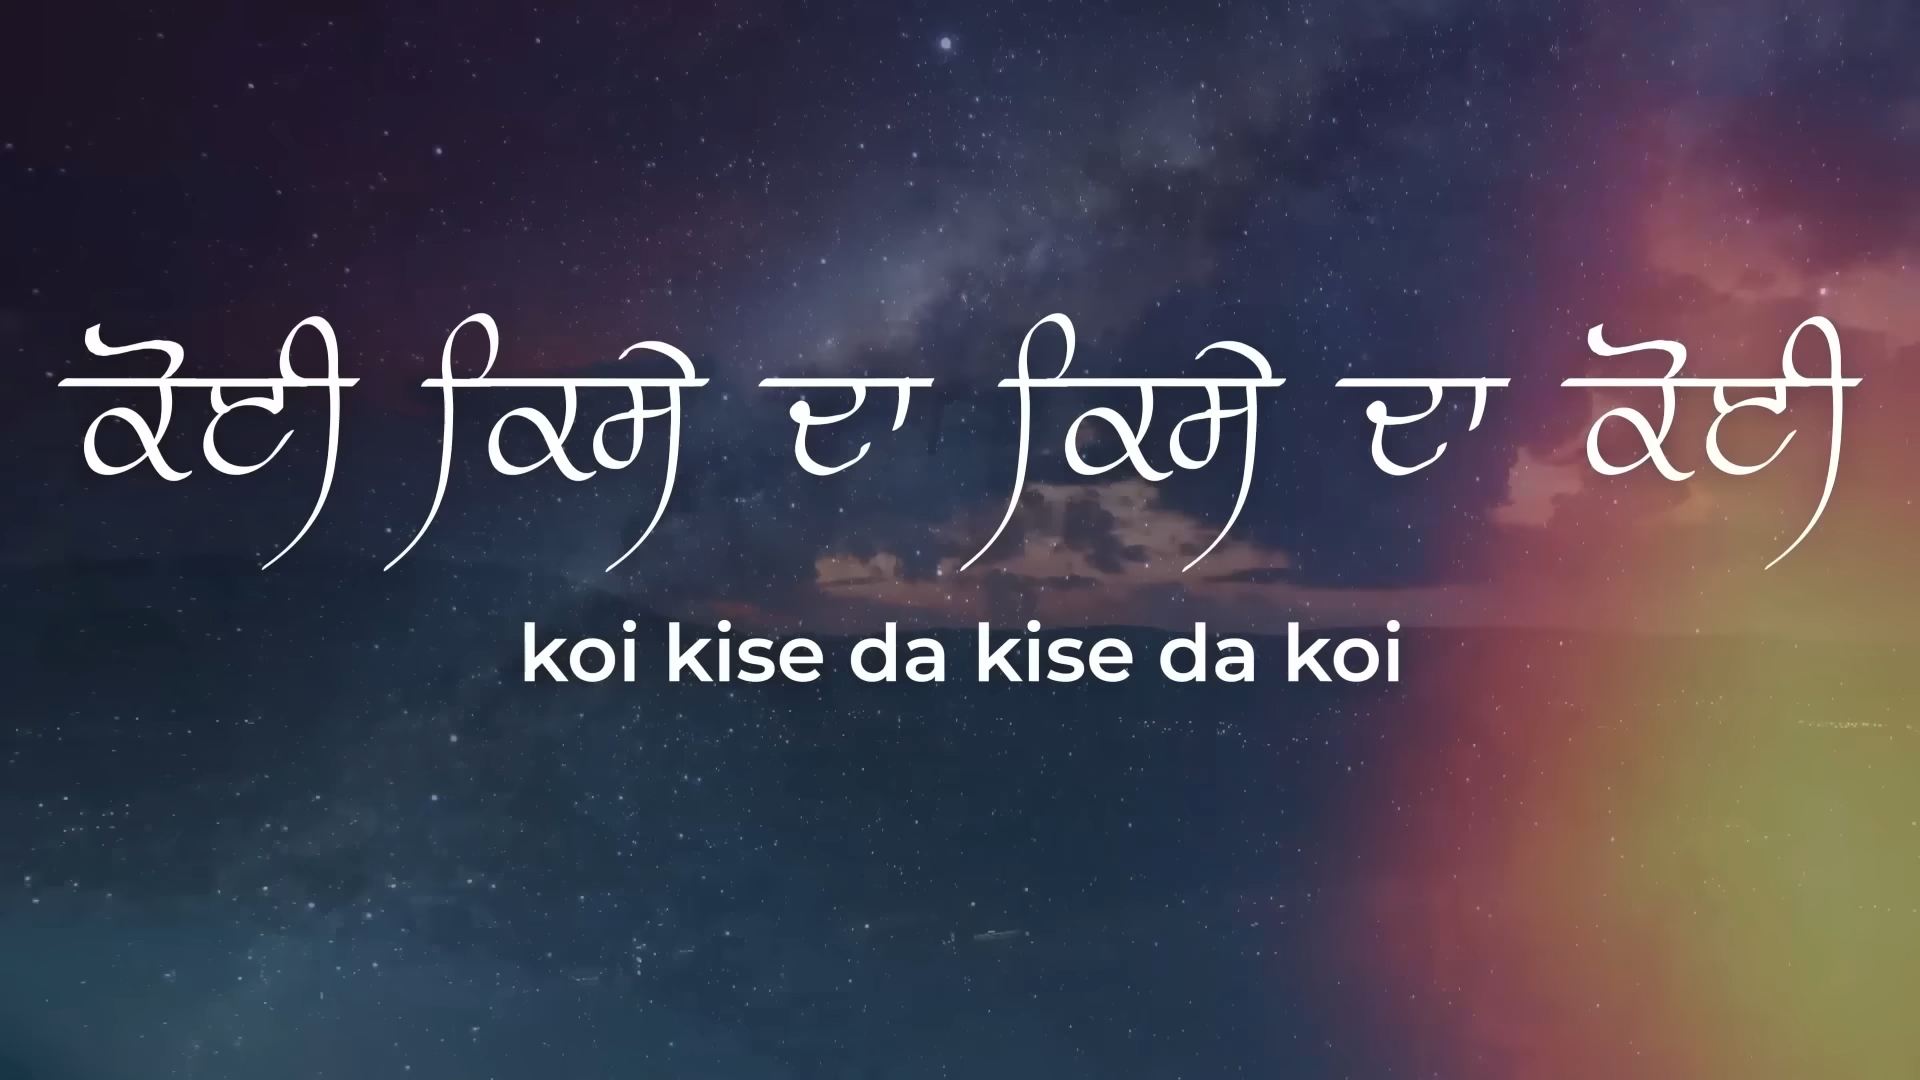 ਕੋਈ ਕਿਸੇ ਦਾ ਕਿਸੇ ਦਾ ਕੋਈ
koi kise da kise da koi